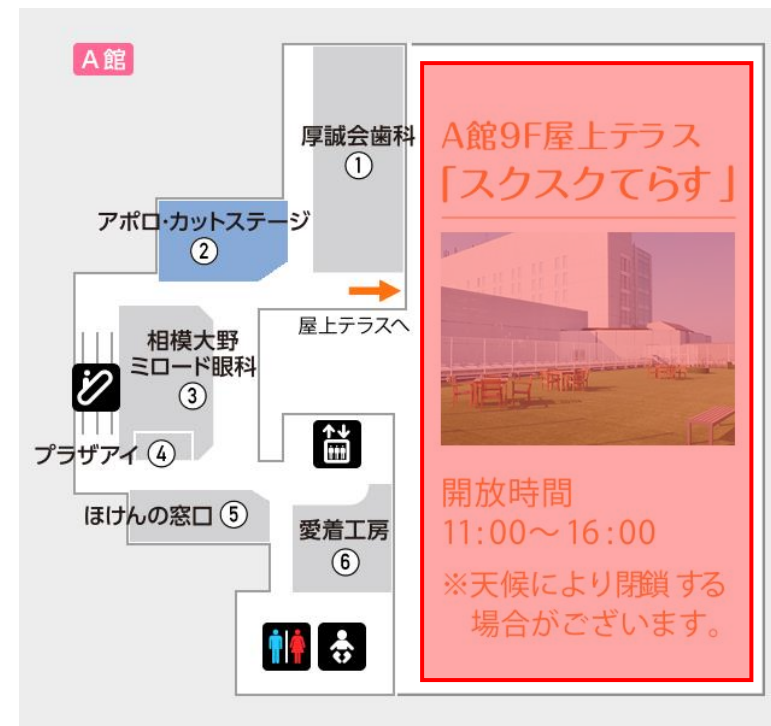 A館
厚誠会歯科
①
アポロ・カットステージ
②
屋上テラスへ
相模大野
ミロード眼科
③
プラザアイ ④
ほけんの窓口 ⑤
愛着工房
⑥
A館9F屋上テラス
「スクスクてらす」
開放時間
11:00〜16:00
※天候により閉鎖する
場合がございます。